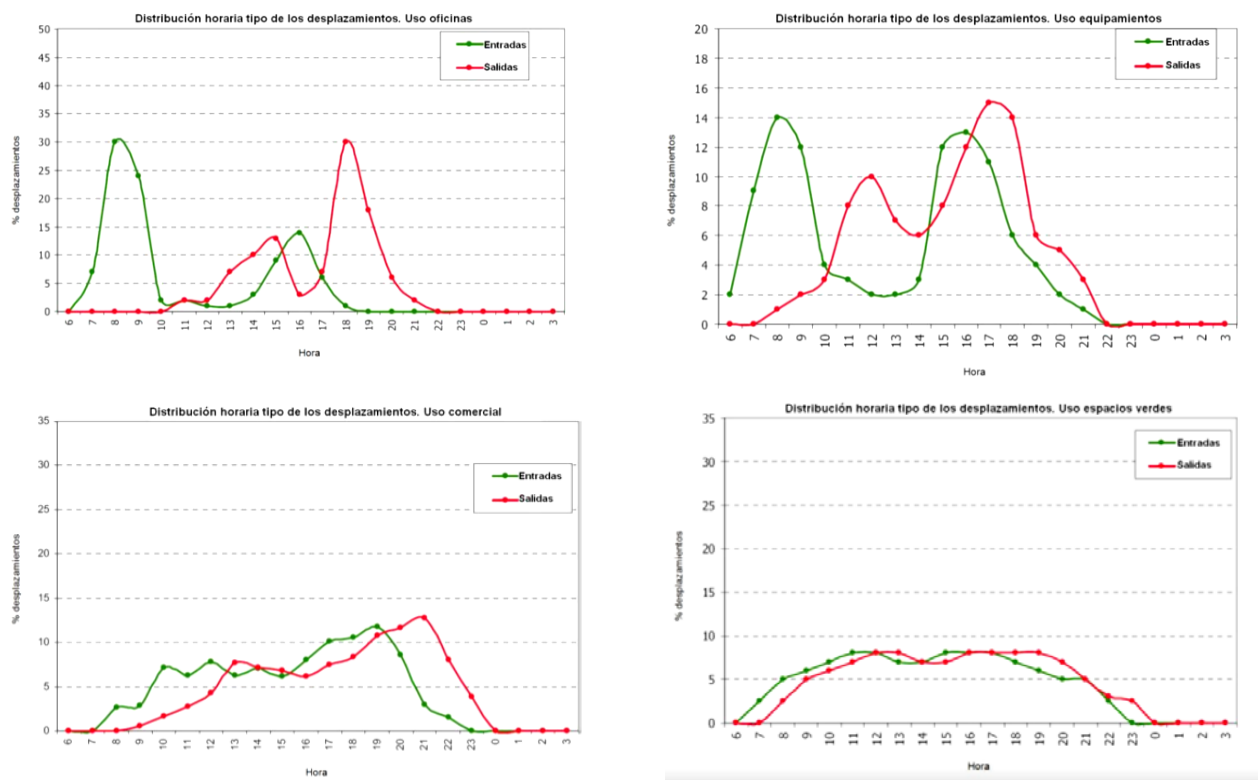 Distribución horaria tipo de los desplazamientos. Uso oficinas
50
45
40
35
30
25
20
15
10
5
0
% desplazamientos
Entradas
Salidas
6 7 8 9 10 11 12 13 14 15 16 17 18 19 20 21 22 23 0 1 2 3
Hora
Distribución horaria tipo de los desplazamientos. Uso equipamientos
20
18
16
14
12
10
8
6
4
2
0
% desplazamientos
Entradas
Salidas
6 7 8 9 10 11 12 13 14 15 16 17 18 19 20 21 22 23 0 1 2 3
Hora
Distribución horaria tipo de los desplazamientos. Uso comercial
35
30
25
20
15
10
5
0
% desplazamientos
Entradas
Salidas
6 7 8 9 10 11 12 13 14 15 16 17 18 19 20 21 22 23 0 1 2 3
Hora
Distribución horaria tipo de los desplazamientos. Uso espacios verdes
35
30
25
20
15
10
5
0
% desplazamientos
Entradas
Salidas
6 7 8 9 10 11 12 13 14 15 16 17 18 19 20 21 22 23 0 1 2 3
Hora